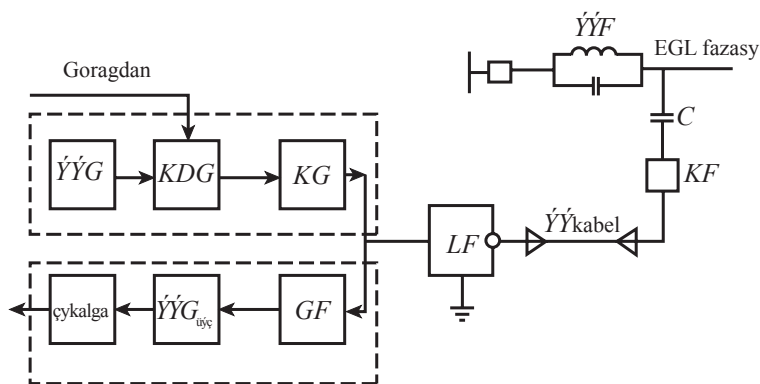 ÝÝF
EGL fazasy
Goragdan
C
ÝÝG
KDG
KG
KF
LF
ÝÝkabel
çykalga
ÝÝGüýç
GF